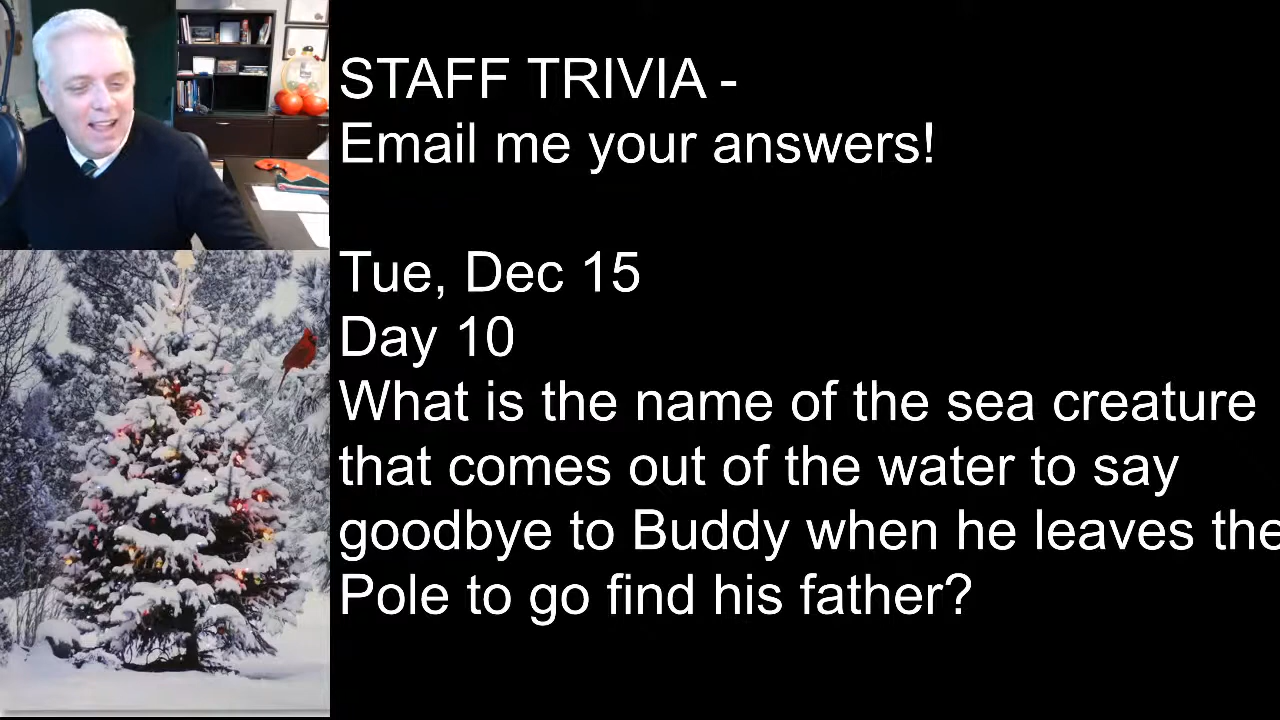 STAFF TRIVIA -
Email me your answers!
Tue, Dec 15
Day 10
What is the name of the sea creature
that comes out of the water to say
goodbye to Buddy when he leaves the
Pole to go find his father?